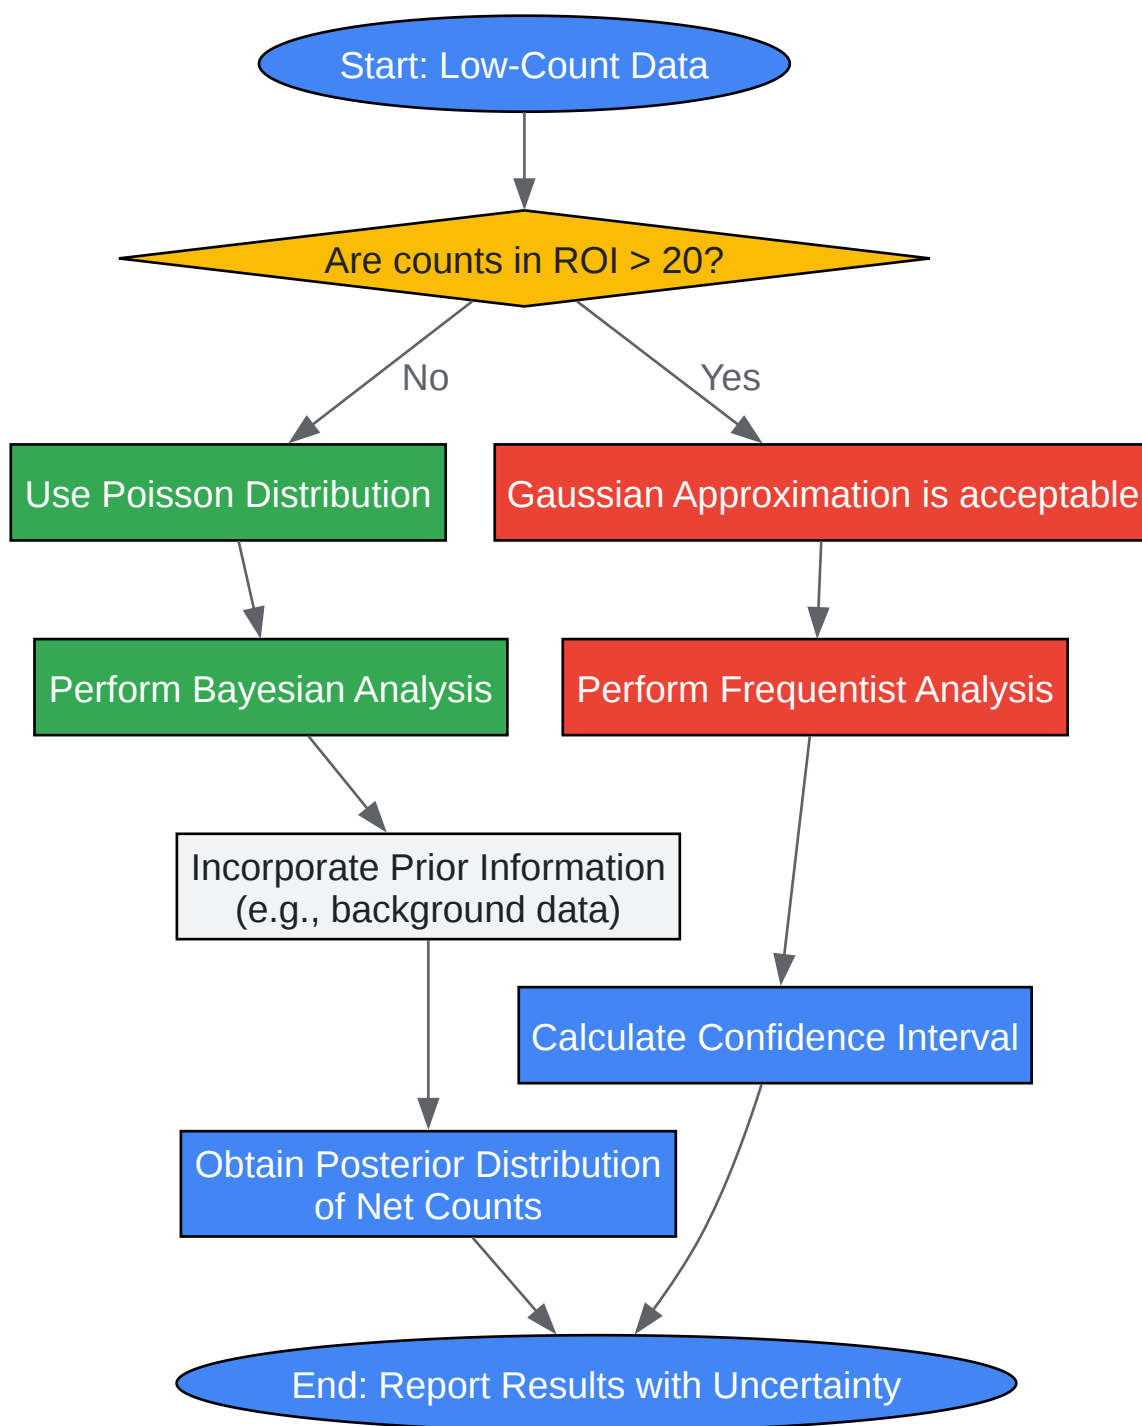 Start: Low-Count Data
Are counts in ROI > 20?
No
Yes
Use Poisson Distribution
Gaussian Approximation is acceptable
Perform Bayesian Analysis
Perform Frequentist Analysis
Incorporate Prior Information
(e.g., background data)
Calculate Confidence Interval
Obtain Posterior Distribution
of Net Counts
End: Report Results with Uncertainty